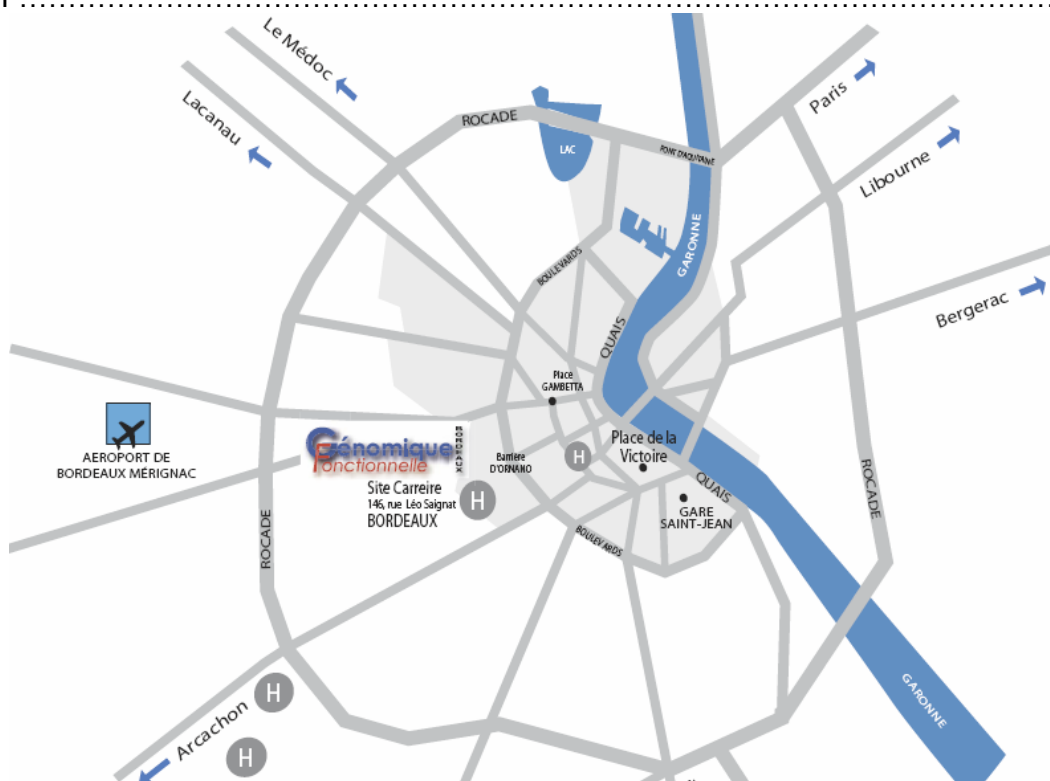 Le Médoc
Lacanau
ROCADE
LAC
PONT D'AQUITAINE
Paris
Libourne
GARONNE
BOULEVARDS
Bergerac
QUAIS
Place
GAMBETTA
AEROPORT DE
BORDEAUX MÉRIGNAC
Génomique
Fonctionnelle
BORDEAUX
Site Carreire
146, rue Léo Saignat
BORDEAUX
H
Barrière
D'ORNANO
H
Place de la
Victoire
QUAIS
GARE
SAINT-JEAN
ROCADE
ROCADE
BOULEVARDS
GARONNE
Arcachon
H
H